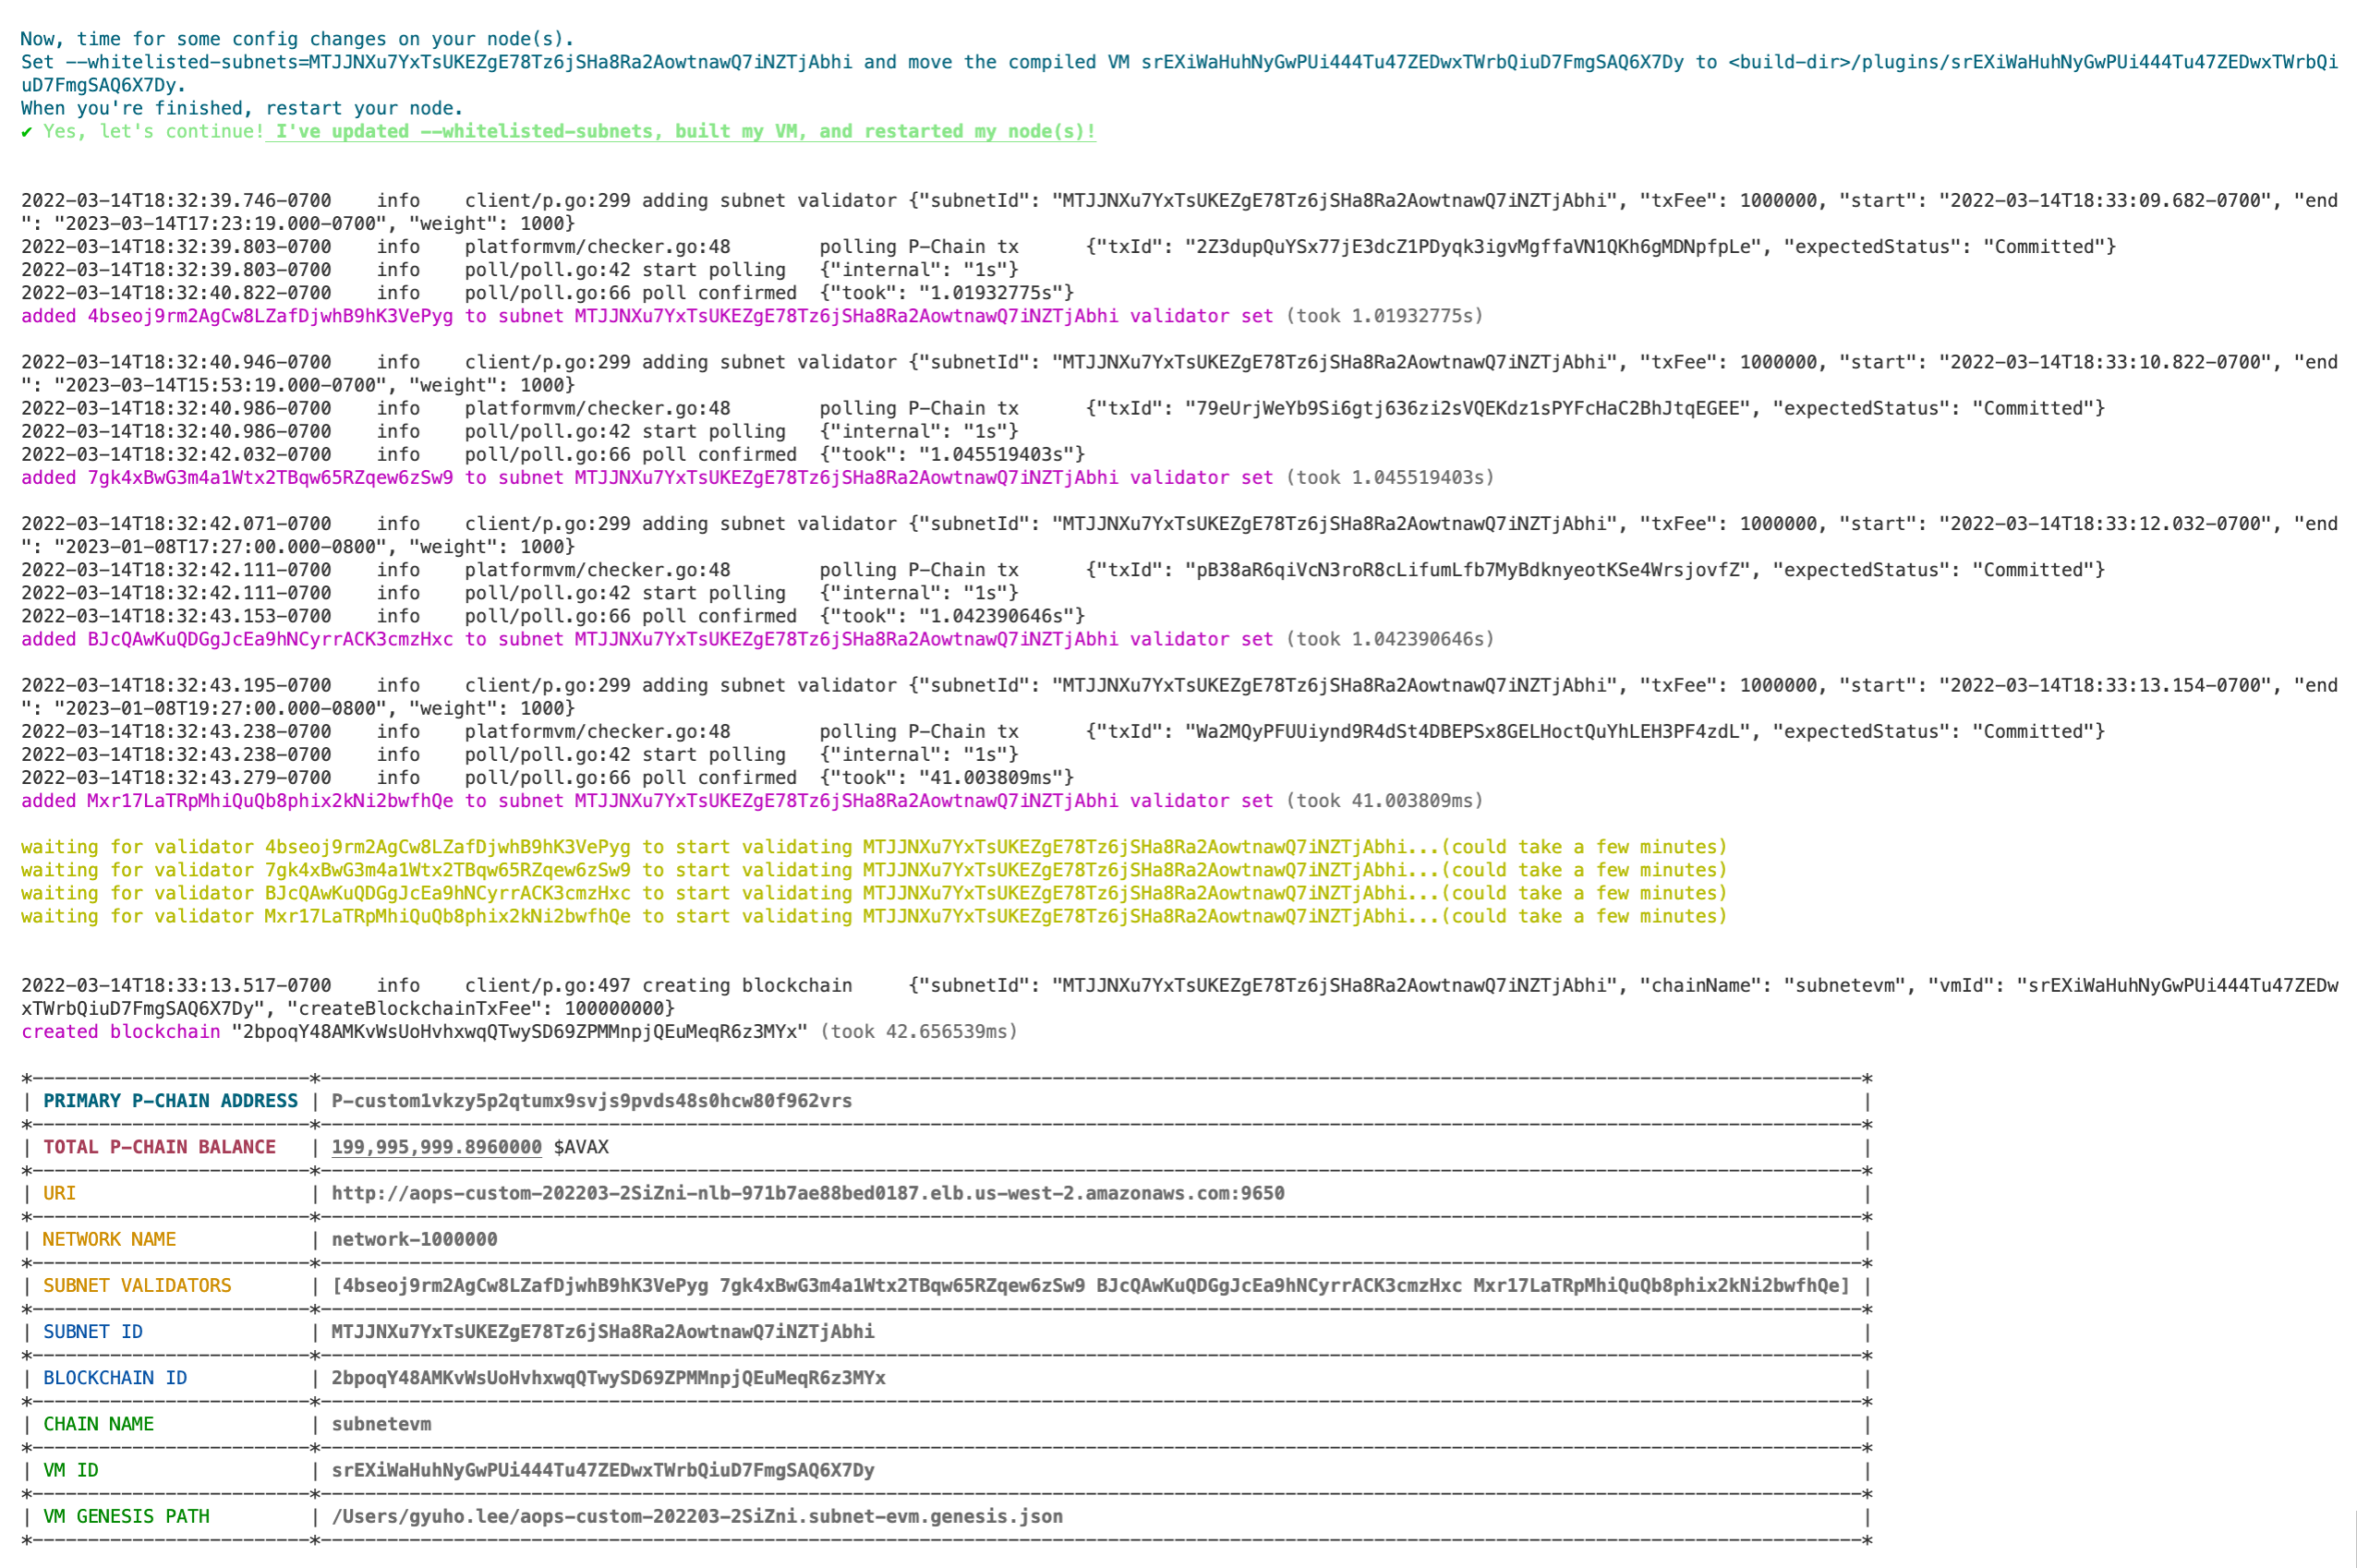 Now, time for some config changes on your node(s).
Set --whitelisted-subnets=MTJJNXu7YxTsUKEZgE78Tz6jSHa8Ra2AowtnawQ7iNZTjAbhi and move the compiled VM srEXiWaHuhNyGwPUi444Tu47ZEDwxTWrbQiuD7FmgSAQ6X7Dy to <build-dir>/plugins/srEXiWaHuhNyGwPUi444Tu47ZEDwxTWrbQi
uD7FmgSAQ6X7Dy.
When you're finished, restart your node.
✔ Yes, let's continue! I've updated --whitelisted-subnets, built my VM, and restarted my node(s)!
2022-03-14T18:32:39.746-0700    info    client/p.go:299 adding subnet validator {"subnetId": "MTJJNXu7YxTsUKEZgE78Tz6jSHa8Ra2AowtnawQ7iNZTjAbhi", "txFee": 1000000, "start": "2022-03-14T18:33:09.682-0700", "end
": "2023-03-14T17:23:19.000-0700", "weight": 1000}
2022-03-14T18:32:39.803-0700    info    platformvm/checker.go:48        polling P-Chain tx      {"txId": "2Z3dupQuYSx77jE3dcZ1PDyqk3igvMgffaVN1QKh6gMDNpfpLe", "expectedStatus": "Committed"}
2022-03-14T18:32:39.803-0700    info    poll/poll.go:42 start polling   {"internal": "1s"}
2022-03-14T18:32:40.822-0700    info    poll/poll.go:66 poll confirmed  {"took": "1.01932775s"}
added 4bseoj9rm2AgCw8LZafDjwhB9hK3VePyg to subnet MTJJNXu7YxTsUKEZgE78Tz6jSHa8Ra2AowtnawQ7iNZTjAbhi validator set (took 1.01932775s)
2022-03-14T18:32:40.946-0700    info    client/p.go:299 adding subnet validator {"subnetId": "MTJJNXu7YxTsUKEZgE78Tz6jSHa8Ra2AowtnawQ7iNZTjAbhi", "txFee": 1000000, "start": "2022-03-14T18:33:10.822-0700", "end
": "2023-03-14T15:53:19.000-0700", "weight": 1000}
2022-03-14T18:32:40.986-0700    info    platformvm/checker.go:48        polling P-Chain tx      {"txId": "79eUrjWeYb9Si6gtj636zi2sVQEKdz1sPYFcHaC2BhJtqEGEE", "expectedStatus": "Committed"}
2022-03-14T18:32:40.986-0700    info    poll/poll.go:42 start polling   {"internal": "1s"}
2022-03-14T18:32:42.032-0700    info    poll/poll.go:66 poll confirmed  {"took": "1.045519403s"}
added 7gk4xBwG3m4a1Wtx2TBqw65RZqew6zSw9 to subnet MTJJNXu7YxTsUKEZgE78Tz6jSHa8Ra2AowtnawQ7iNZTjAbhi validator set (took 1.045519403s)
2022-03-14T18:32:42.071-0700    info    client/p.go:299 adding subnet validator {"subnetId": "MTJJNXu7YxTsUKEZgE78Tz6jSHa8Ra2AowtnawQ7iNZTjAbhi", "txFee": 1000000, "start": "2022-03-14T18:33:12.032-0700", "end
": "2023-01-08T17:27:00.000-0800", "weight": 1000}
2022-03-14T18:32:42.111-0700    info    platformvm/checker.go:48        polling P-Chain tx      {"txId": "pB38aR6qiVcN3roR8cLifumLfb7MyBdknyeotKSe4WrsjovfZ", "expectedStatus": "Committed"}
2022-03-14T18:32:42.111-0700    info    poll/poll.go:42 start polling   {"internal": "1s"}
2022-03-14T18:32:43.153-0700    info    poll/poll.go:66 poll confirmed  {"took": "1.042390646s"}
added BJcQAwKuQDGgJcEa9hNCyrrACK3cmzHxc to subnet MTJJNXu7YxTsUKEZgE78Tz6jSHa8Ra2AowtnawQ7iNZTjAbhi validator set (took 1.042390646s)
2022-03-14T18:32:43.195-0700    info    client/p.go:299 adding subnet validator {"subnetId": "MTJJNXu7YxTsUKEZgE78Tz6jSHa8Ra2AowtnawQ7iNZTjAbhi", "txFee": 1000000, "start": "2022-03-14T18:33:13.154-0700", "end
": "2023-01-08T19:27:00.000-0800", "weight": 1000}
2022-03-14T18:32:43.238-0700    info    platformvm/checker.go:48        polling P-Chain tx      {"txId": "Wa2MQyPFUUiynd9R4dSt4DBEPSx8GELHoctQuYhLEH3PF4zdL", "expectedStatus": "Committed"}
2022-03-14T18:32:43.238-0700    info    poll/poll.go:42 start polling   {"internal": "1s"}
2022-03-14T18:32:43.279-0700    info    poll/poll.go:66 poll confirmed  {"took": "41.003809ms"}
added Mxr17LaTRpMhiQuQb8phix2kNi2bwfhQe to subnet MTJJNXu7YxTsUKEZgE78Tz6jSHa8Ra2AowtnawQ7iNZTjAbhi validator set (took 41.003809ms)
waiting for validator 4bseoj9rm2AgCw8LZafDjwhB9hK3VePyg to start validating MTJJNXu7YxTsUKEZgE78Tz6jSHa8Ra2AowtnawQ7iNZTjAbhi...(could take a few minutes)
waiting for validator 7gk4xBwG3m4a1Wtx2TBqw65RZqew6zSw9 to start validating MTJJNXu7YxTsUKEZgE78Tz6jSHa8Ra2AowtnawQ7iNZTjAbhi...(could take a few minutes)
waiting for validator BJcQAwKuQDGgJcEa9hNCyrrACK3cmzHxc to start validating MTJJNXu7YxTsUKEZgE78Tz6jSHa8Ra2AowtnawQ7iNZTjAbhi...(could take a few minutes)
waiting for validator Mxr17LaTRpMhiQuQb8phix2kNi2bwfhQe to start validating MTJJNXu7YxTsUKEZgE78Tz6jSHa8Ra2AowtnawQ7iNZTjAbhi...(could take a few minutes)
2022-03-14T18:33:13.517-0700    info    client/p.go:497 creating blockchain     {"subnetId": "MTJJNXu7YxTsUKEZgE78Tz6jSHa8Ra2AowtnawQ7iNZTjAbhi", "chainName": "subnetevm", "vmId": "srEXiWaHuhNyGwPUi444Tu47ZEDw
xTWrbQiuD7FmgSAQ6X7Dy", "createBlockchainTxFee": 100000000}
created blockchain "2bpoqY48AMKvWsUoHvhxwqQTwySD69ZPMMnpjQEuMeqR6z3MYx" (took 42.656539ms)
| PRIMARY P-CHAIN ADDRESS | P-custom1vkzy5p2qtumx9svjs9pvds48s0hcw80f962vrs |
| TOTAL P-CHAIN BALANCE | 199,995,999.8960000 $AVAX |
| URI | http://aops-custom-202203-2SiZni-nlb-971b7ae88bed0187.elb.us-west-2.amazonaws.com:9650 |
| NETWORK NAME | network-1000000 |
| SUBNET VALIDATORS | [4bseoj9rm2AgCw8LZafDjwhB9hK3VePyg 7gk4xBwG3m4a1Wtx2TBqw65RZqew6zSw9 BJcQAwKuQDGgJcEa9hNCyrrACK3cmzHxc Mxr17LaTRpMhiQuQb8phix2kNi2bwfhQe] |
| SUBNET ID | MTJJNXu7YxTsUKEZgE78Tz6jSHa8Ra2AowtnawQ7iNZTjAbhi |
| BLOCKCHAIN ID | 2bpoqY48AMKvWsUoHvhxwqQTwySD69ZPMMnpjQEuMeqR6z3MYx |
| CHAIN NAME | subnetevm |
| VM ID | srEXiWaHuhNyGwPUi444Tu47ZEDwxTWrbQiuD7FmgSAQ6X7Dy |
| VM GENESIS PATH | /Users/gyuho.lee/aops-custom-202203-2SiZni.subnet-evm.genesis.json |